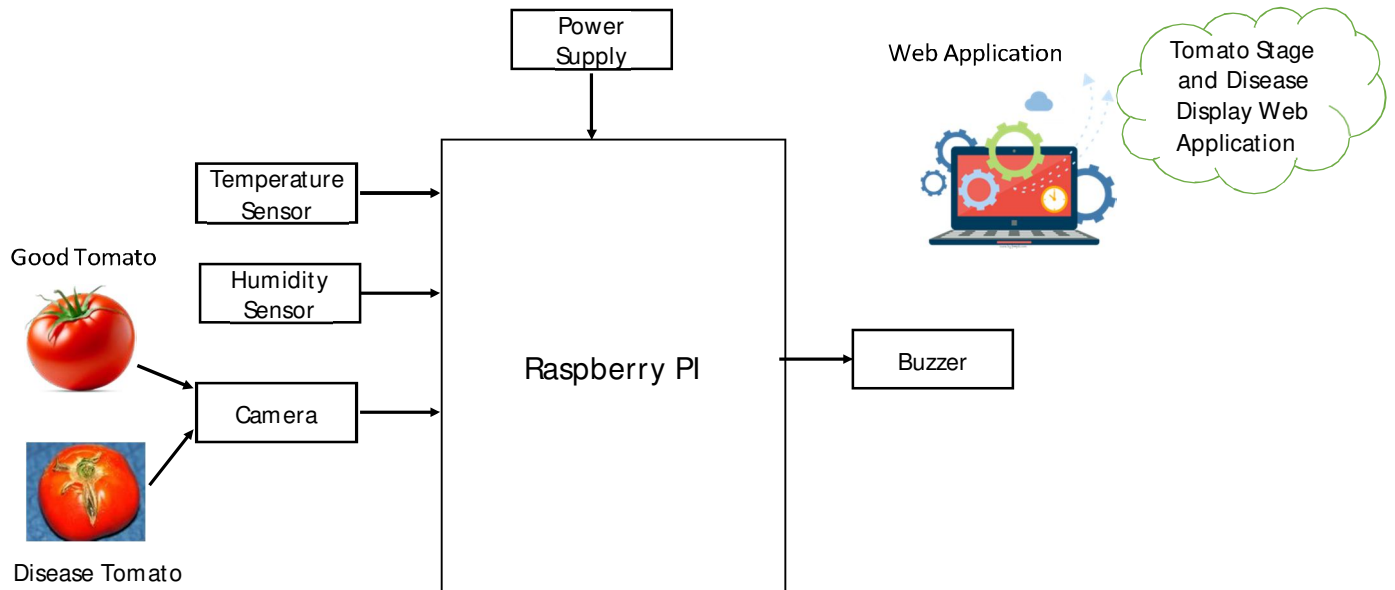 Power
Supply
Web Application
Tomato Stage
and Disease
Display Web
Application
Temperature
Sensor
Good Tomato
Humidity
Sensor
Raspberry PI
Buzzer
Camera
Disease Tomato